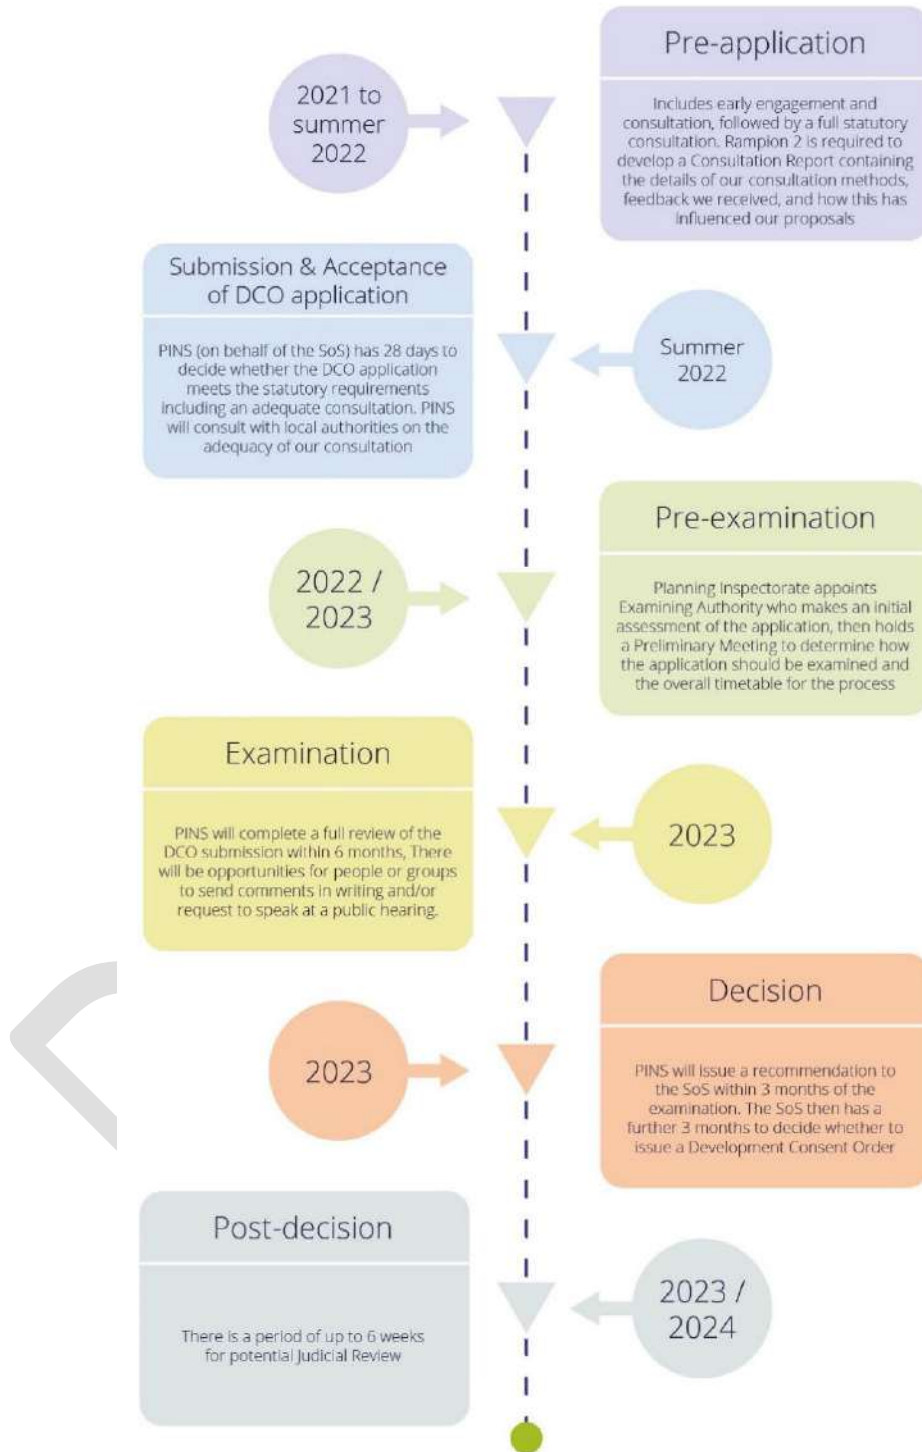 Pre-application
2021 to
summer
2022
Includes early engagement and
consultation, followed by a full statutory
consultation. Rampion 2 is required to
develop a Consultation Report containing
the details of our consultation methods,
feedback we received, and how this has
influenced our proposals
Submission & Acceptance
of DCO application
PINS (on behalf of the SoS) has 28 days to
decide whether the DCO application
meets the statutory requirements
including an adequate consultation. PINS
will consult with local authorities on the
adequacy of our consultation
Summer
2022
Pre-examination
2022 /
2023
Planning Inspectorate appoints
Examining Authority who makes an initial
assessment of the application, then holds
a Preliminary Meeting to determine how
the application should be examined and
the overall timetable for the process
Examination
PINS will complete a full review of the
DCO submission within 6 months, There
will be opportunities for people or groups
to send comments in writing and/or
request to speak at a public hearing.
2023
Decision
2023
PINS will issue a recommendation to
the SoS within 3 months of the
examination. The SoS then has a
further 3 months to decide whether to
issue a Development Consent Order
Post-decision
There is a period of up to 6 weeks
for potential Judicial Review
2023 /
2024